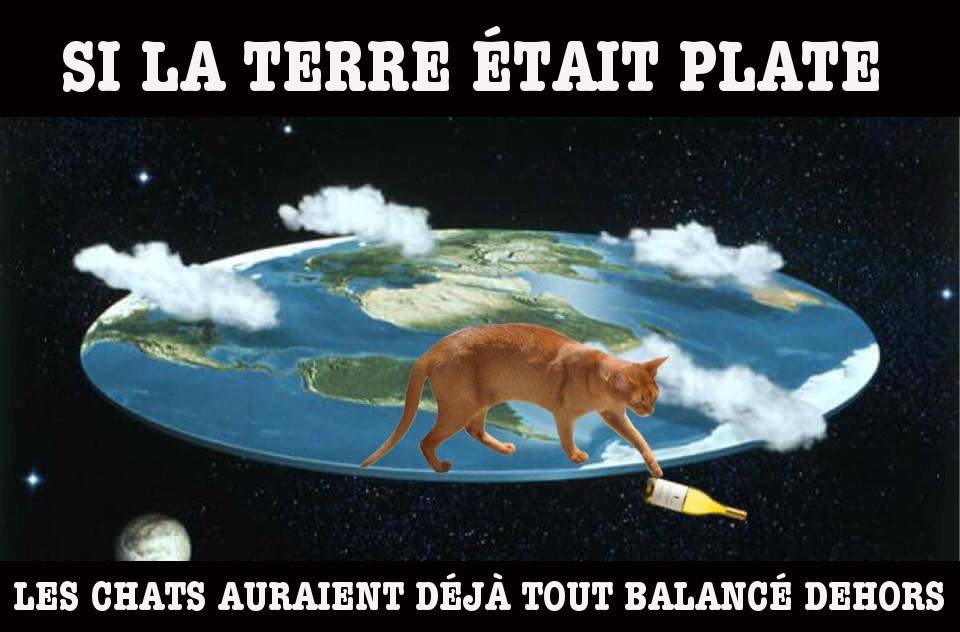 SI LA TERRE ÉTAIT PLATE
LES CHATS AURAIENT DÉJÀ TOUT BALANCÉ DEHORS